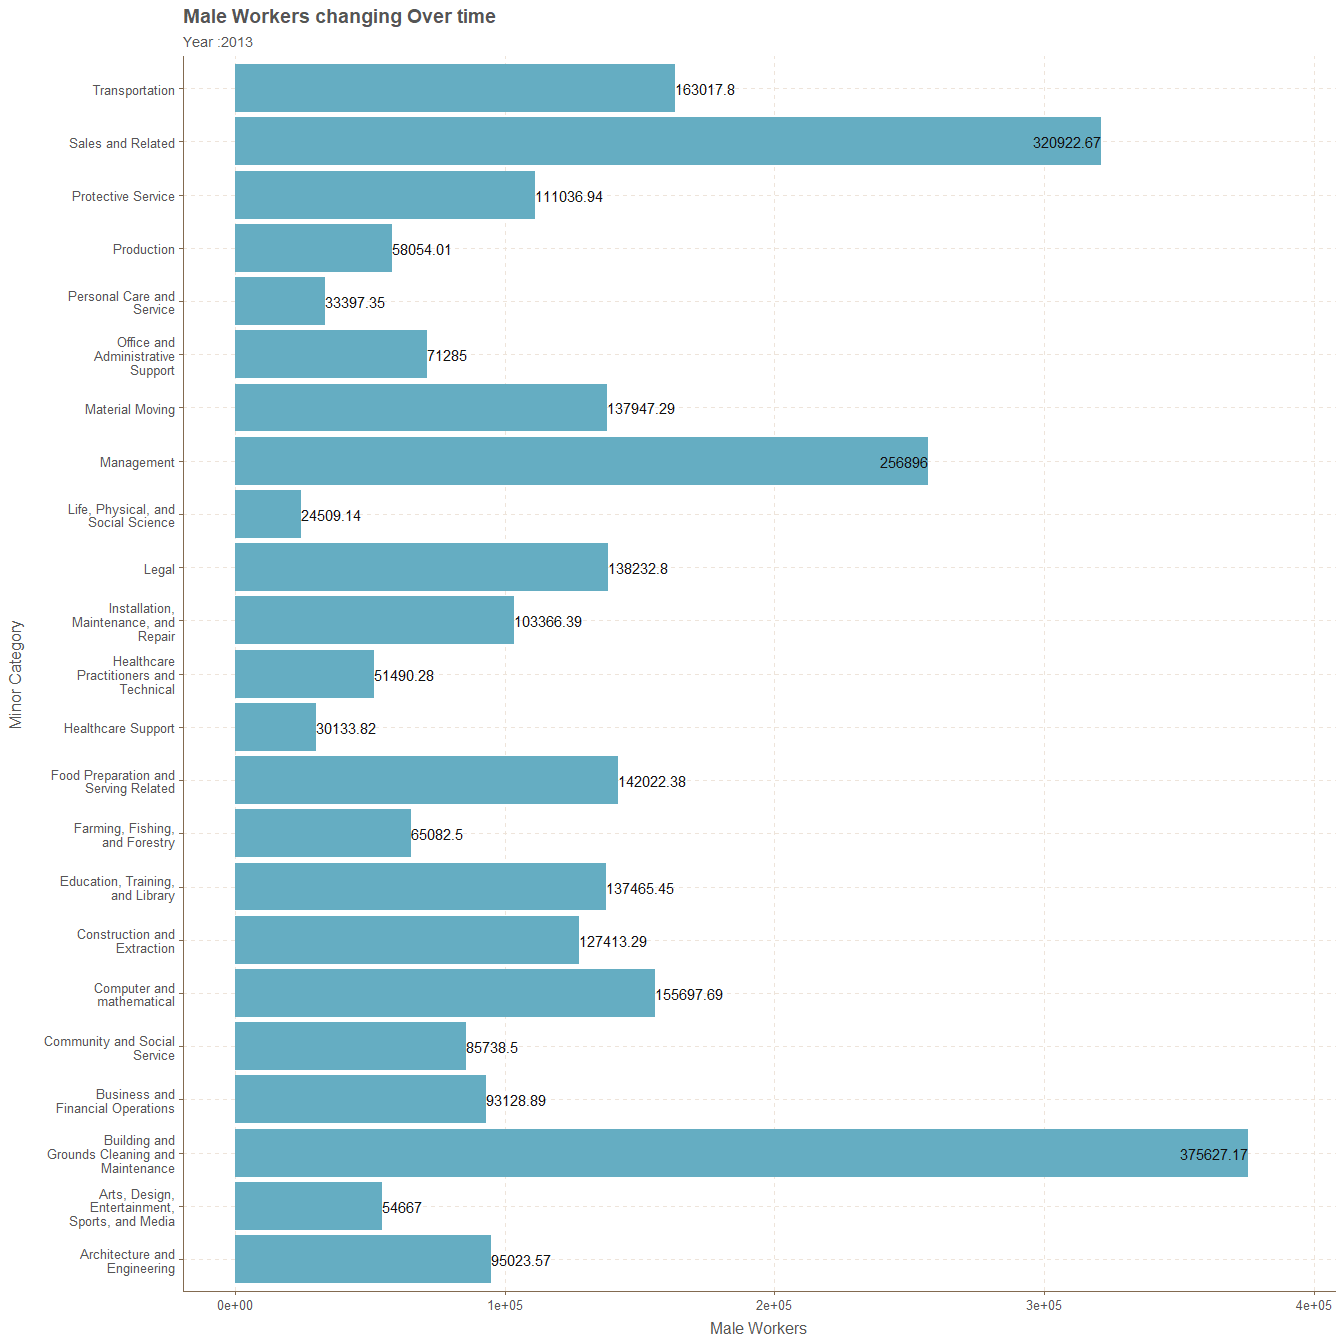 Male Workers changing Over time
Year :2013
Transportation
163017.8
Sales and Related
320922.67
Protective Service
111036.94
Production
58054.01
Personal Care and
Service
33397.35
Office and
Administrative
Support
71285
Material Moving
137947.29
Management
256896
Life, Physical, and
Social Science
24509.14
Legal
138232.8
Installation,
Maintenance, and
Repair
103366.39
Healthcare
Practitioners and
Technical
51490.28
Healthcare Support
30133.82
Food Preparation and
Serving Related
142022.38
Farming, Fishing,
and Forestry
65082.5
Education, Training,
and Library
137465.45
Construction and
Extraction
127413.29
Computer and
mathematical
155697.69
Community and Social
Service
85738.5
Business and
Financial Operations
93128.89
Building and
Grounds Cleaning and
Maintenance
375627.17
Arts, Design,
Entertainment,
Sports, and Media
54667
Architecture and
Engineering
95023.57
Minor Category
0e+00
1e+05
2e+05
3e+05
4e+05
Male Workers